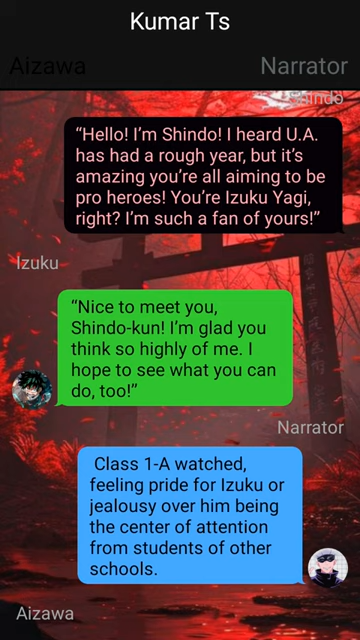 Kumar Ts
Aizawa
Narrator
Shindo
“Hello! I’m Shindo! I heard U.A.
has had a rough year, but it’s
amazing you’re all aiming to be
pro heroes! You’re Izuku Yagi,
right? I’m such a fan of yours!”
Izuku
“Nice to meet you,
Shindo-kun! I’m glad you
think so highly of me. I
hope to see what you can
do, too!”
Narrator
Class 1-A watched,
feeling pride for Izuku or
jealousy over him being
the center of attention
from students of other
schools.
Aizawa